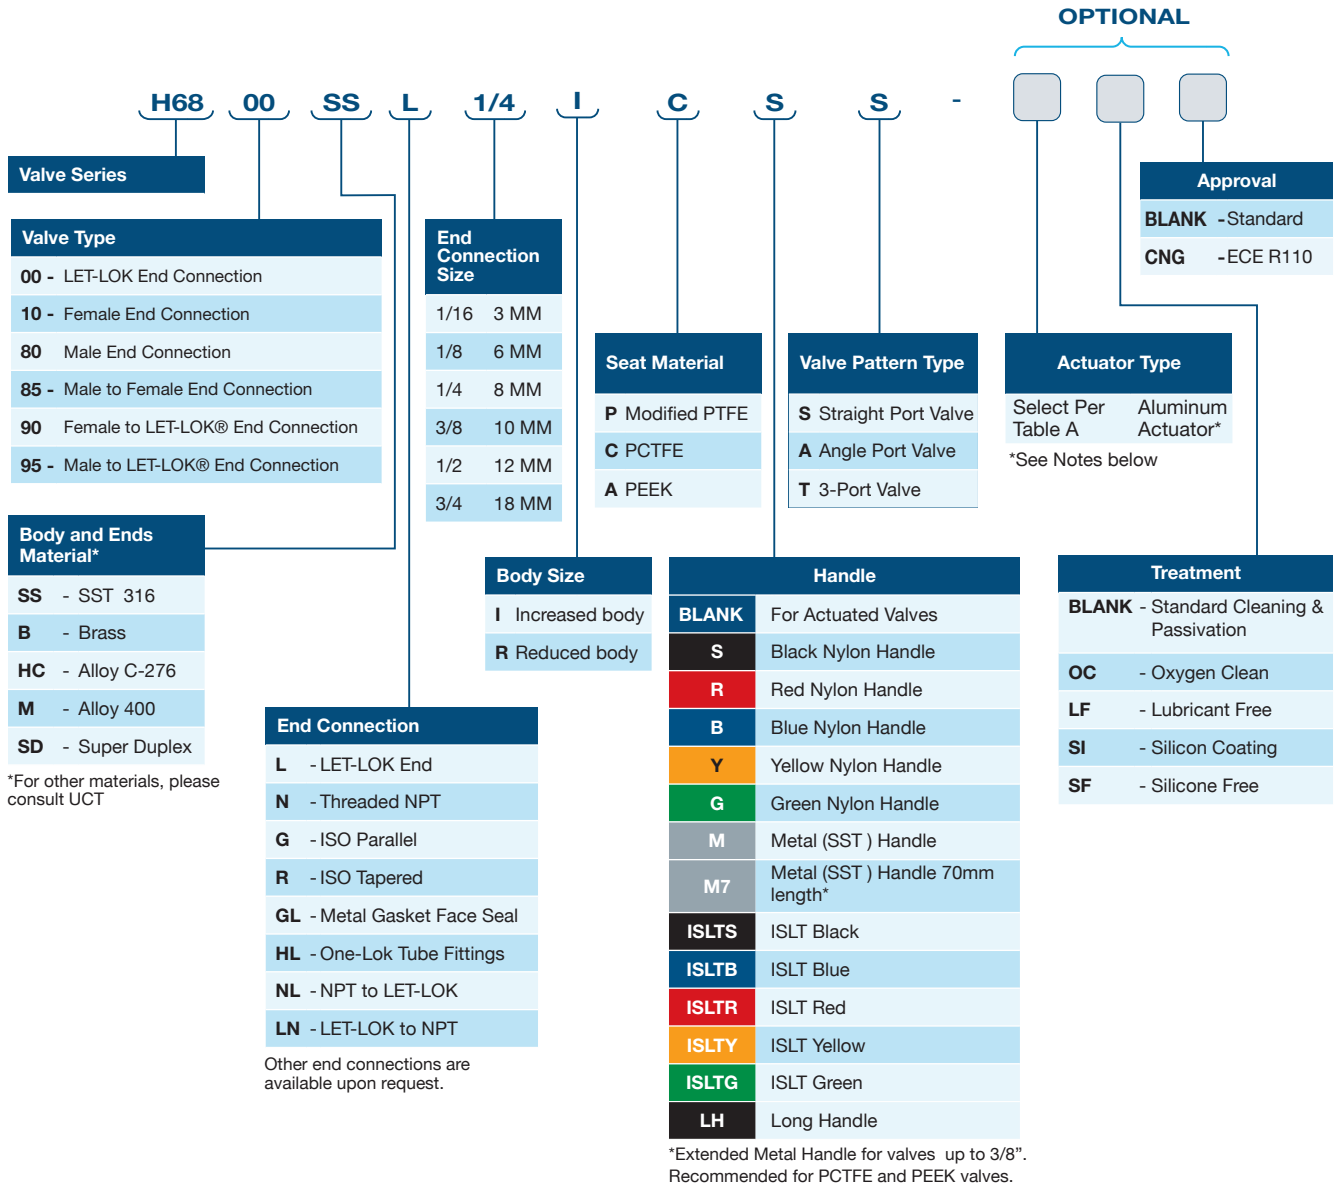 OPTIONAL
H68 00 SS L 1/4 I C S S -
Valve Series
Valve Type
00 - LET-LOK End Connection
10 - Female End Connection
80 Male End Connection
85 - Male to Female End Connection
90 Female to LET-LOK® End Connection
95 - Male to LET-LOK® End Connection
Body and Ends
Material*
SS - SST 316
B - Brass
HC - Alloy C-276
M - Alloy 400
SD - Super Duplex
*For other materials, please
consult UCT
End Connection
L - LET-LOK End
N - Threaded NPT
G - ISO Parallel
R - ISO Tapered
GL - Metal Gasket Face Seal
HL - One-Lok Tube Fittings
NL - NPT to LET-LOK
LN - LET-LOK to NPT
Other end connections are
available upon request.
End
Connection
Size
1/16 3 MM
1/8 6 MM
1/4 8 MM
3/8 10 MM
1/2 12 MM
3/4 18 MM
Body Size
I Increased body
R Reduced body
Seat Material
P Modified PTFE
C PCTFE
A PEEK
Handle
BLANK For Actuated Valves
S Black Nylon Handle
R Red Nylon Handle
B Blue Nylon Handle
Y Yellow Nylon Handle
G Green Nylon Handle
M Metal (SST ) Handle
M7 Metal (SST ) Handle 70mm
length*
ISLTS ISLT Black
ISLTB ISLT Blue
ISLTR ISLT Red
ISLTY ISLT Yellow
ISLTG ISLT Green
LH Long Handle
*Extended Metal Handle for valves up to 3/8”.
Recommended for PCTFE and PEEK valves.
Valve Pattern Type
S Straight Port Valve
A Angle Port Valve
T 3-Port Valve
Actuator Type
Select Per Aluminum
Table A Actuator*
*See Notes below
Treatment
BLANK - Standard Cleaning &
Passivation
OC - Oxygen Clean
LF - Lubricant Free
SI - Silicon Coating
SF - Silicone Free
Approval
BLANK - Standard
CNG - ECE R110